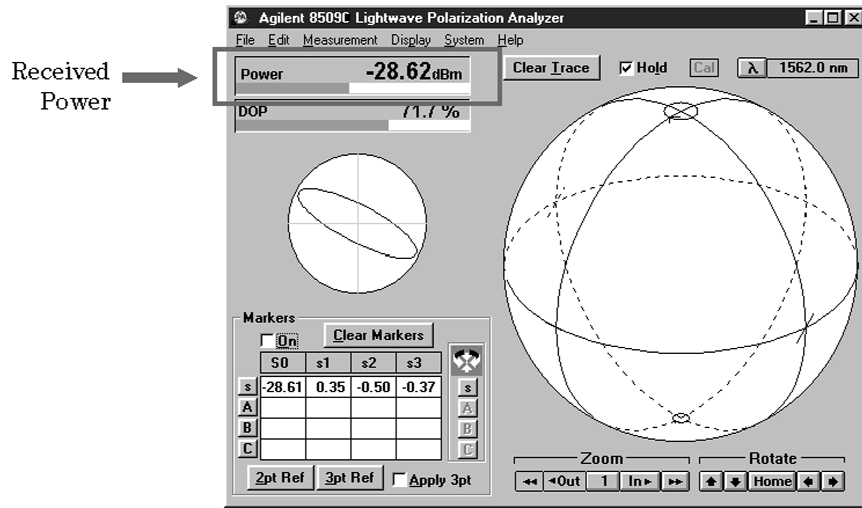 Agilent 8509C Lightwave Polarization Analyzer
File Edit Measurement Display System Help
Received
Power
Power -28.62dBm
Clear Trace Hold Cal λ 1562.0 nm
DOP 71.7 %
Markers
On Clear Markers
S0 s1 s2 s3
s -28.61 0.35 -0.50 -0.37 s
A A
B B
C C
2pt Ref 3pt Ref Apply 3pt
Zoom Rotate
Out 1 In Home